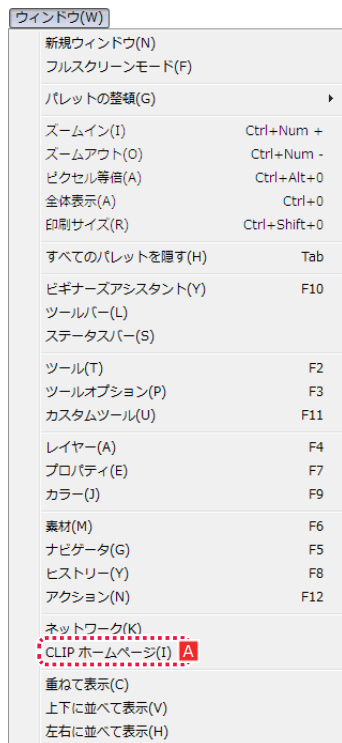 ウィンドウ(W)
新規ウィンドウ(N)
フルスクリーンモード(F)
パレットの整頓(G)
ズームイン(I) Ctrl+Num +
ズームアウト(O) Ctrl+Num -
ピクセル等倍(A) Ctrl+Alt+0
全体表示(A) Ctrl+0
印刷サイズ(R) Ctrl+Shift+0
すべてのパレットを隠す(H) Tab
ビギナーズアシスタント(Y) F10
ツールバー(L)
ステータスバー(S)
ツール(T) F2
ツールオプション(P) F3
カスタムツール(U) F11
レイヤー(A) F4
プロパティ(E) F7
カラー(J) F9
素材(M) F6
ナビゲータ(G) F5
ヒストリー(Y) F8
アクション(N) F12
ネットワーク(K)
CLIP ホームページ(I) A
重ねて表示(C)
上下に並べて表示(V)
左右に並べて表示(H)